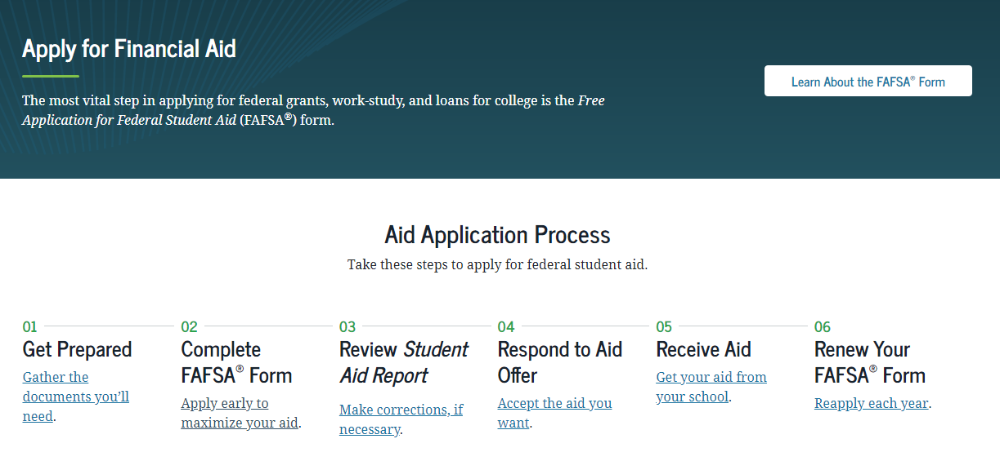 Apply for Financial Aid
The most vital step in applying for federal grants, work-study, and loans for college is the Free
Application for Federal Student Aid (FAFSA®) form.
Learn About the FAFSA® Form
Aid Application Process
Take these steps to apply for federal student aid.
01
Get Prepared
Gather the
documents you’ll
need.
02
Complete
FAFSA® Form
Apply early to
maximize your aid.
03
Review Student
Aid Report
Make corrections, if
necessary.
04
Respond to Aid
Offer
Accept the aid you
want.
05
Receive Aid
Get your aid from
your school.
06
Renew Your
FAFSA® Form
Reapply each year.